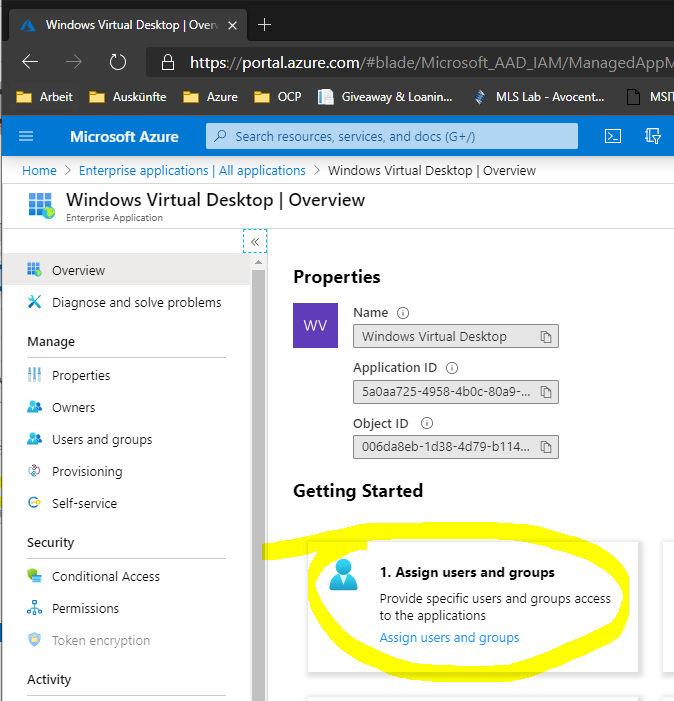 Windows Virtual Desktop | Over
https://portal.azure.com/#blade/Microsoft_AAD_IAM/ManagedAppM
Arbeit
Auskünfte
Azure
OCP
Giveaway & Loanin...
MLS Lab - Avocent...
MSIT
Microsoft Azure
Search resources, services, and docs (G+/)
Home > Enterprise applications | All applications > Windows Virtual Desktop | Overview
Windows Virtual Desktop | Overview
Enterprise Application
«
Overview
Diagnose and solve problems
Manage
Properties
Owners
Users and groups
Provisioning
Self-service
Security
Conditional Access
Permissions
Token encryption
Activity
Properties
WV
Name
Windows Virtual Desktop
Application ID
5a0aa725-4958-4b0c-80a9-...
Object ID
006da8eb-1d38-4d79-b114...
Getting Started
1. Assign users and groups
Provide specific users and groups access
to the applications
Assign users and groups